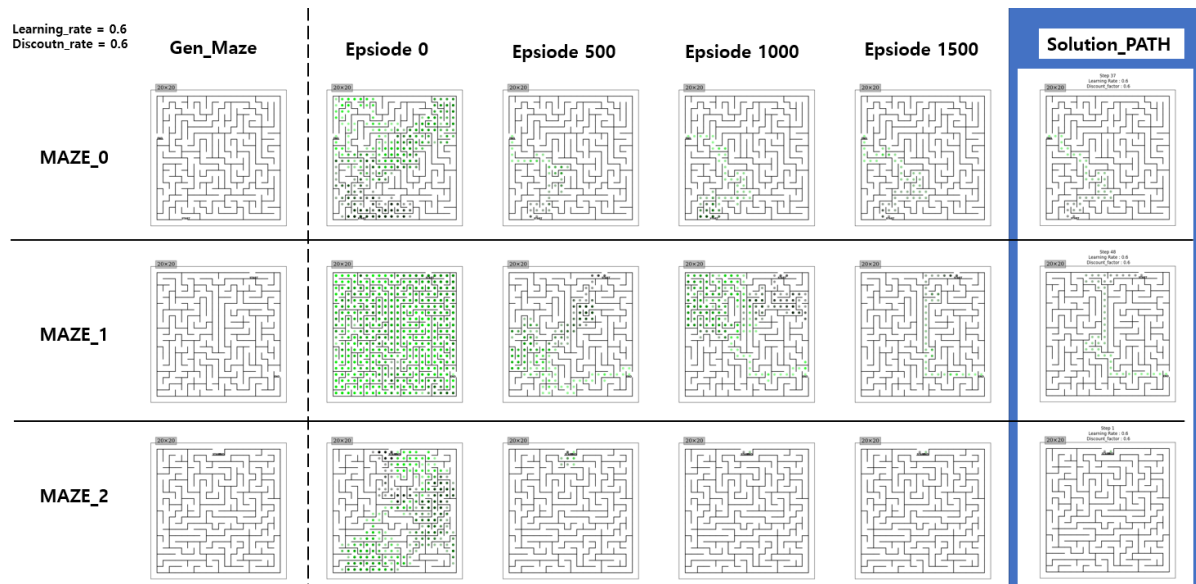 Learning_rate = 0.6
Discoutn_rate = 0.6
Gen_Maze
Epsiode 0
Epsiode 500
Epsiode 1000
Epsiode 1500
Solution_PATH
MAZE_0
20×20
20×20
20×20
20×20
20×20
Step 37
Learning Rate : 0.6
Discount_factor : 0.6
20×20
MAZE_1
20×20
20×20
20×20
20×20
20×20
Learning Rate : 0.6
Discount_factor : 0.6
20×20
MAZE_2
20×20
20×20
20×20
20×20
20×20
Step 1
Learning Rate : 0.6
Discount_factor : 0.6
20×20